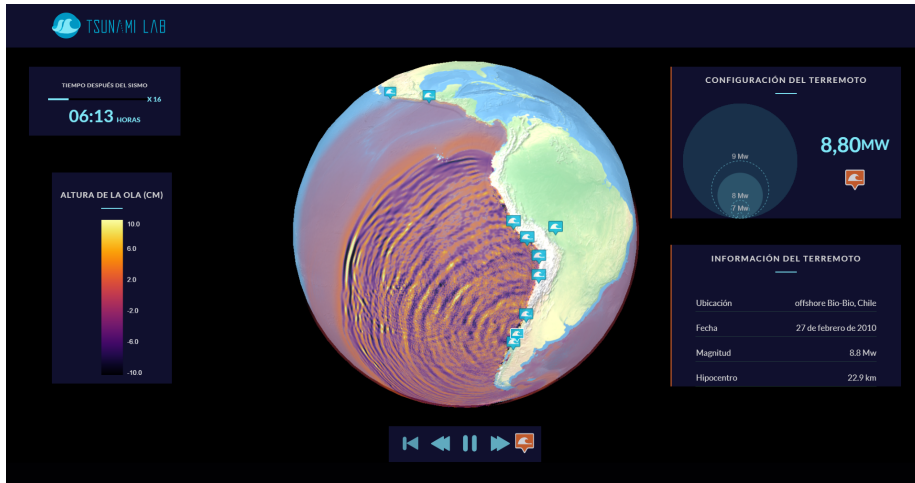 TSUNAMI LAB
TIEMPO DESPUÉS DEL SISMO
X 16
06:13 HORAS
ALTURA DE LA OLA (CM)
10.0
6.0
2.0
-2.0
-6.0
-10.0
CONFIGURACIÓN DEL TERREMOTO
9 Mw
8 Mw
7 Mw
8,80MW
INFORMACIÓN DEL TERREMOTO
Ubicación offshore Bio-Bio, Chile
Fecha 27 de febrero de 2010
Magnitud 8.8 Mw
Hipocentro 22.9 km